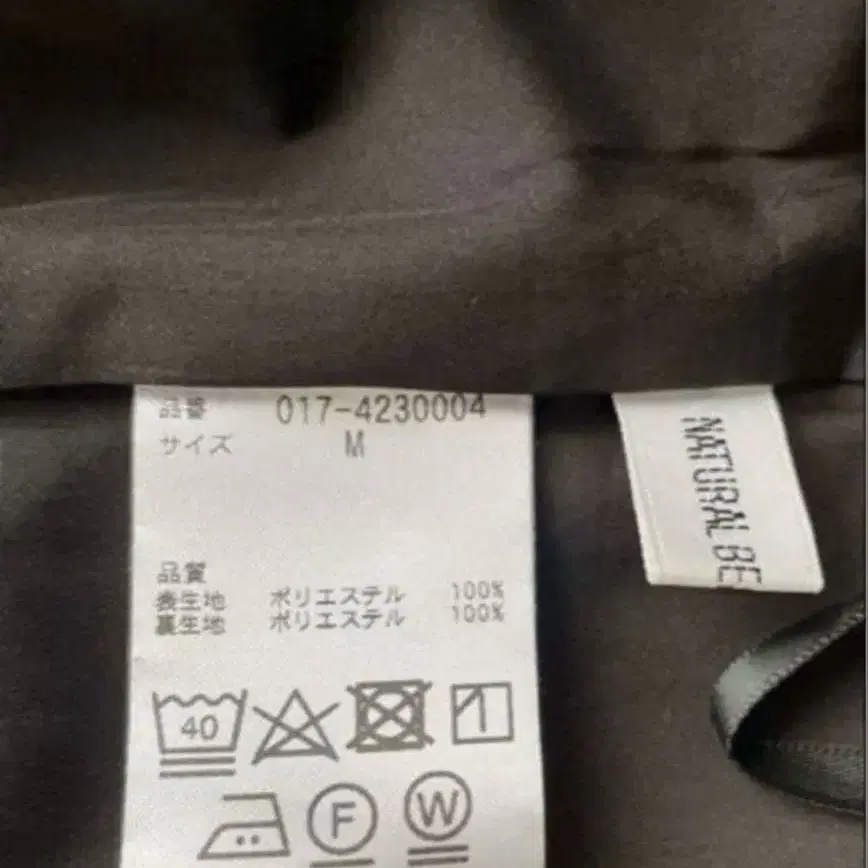 品番 017-4230004
サイズ M
品質
表生地 ポリエステル 100%
裏生地 ポリエステル 100%
40
F
W
NATURAL BE